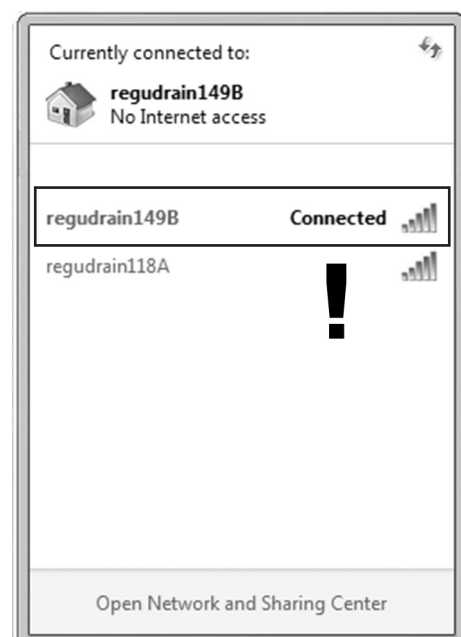 Currently connected to:
regudrain149B
No Internet access
regudrain149B Connected
regudrain118A
!
Open Network and Sharing Center